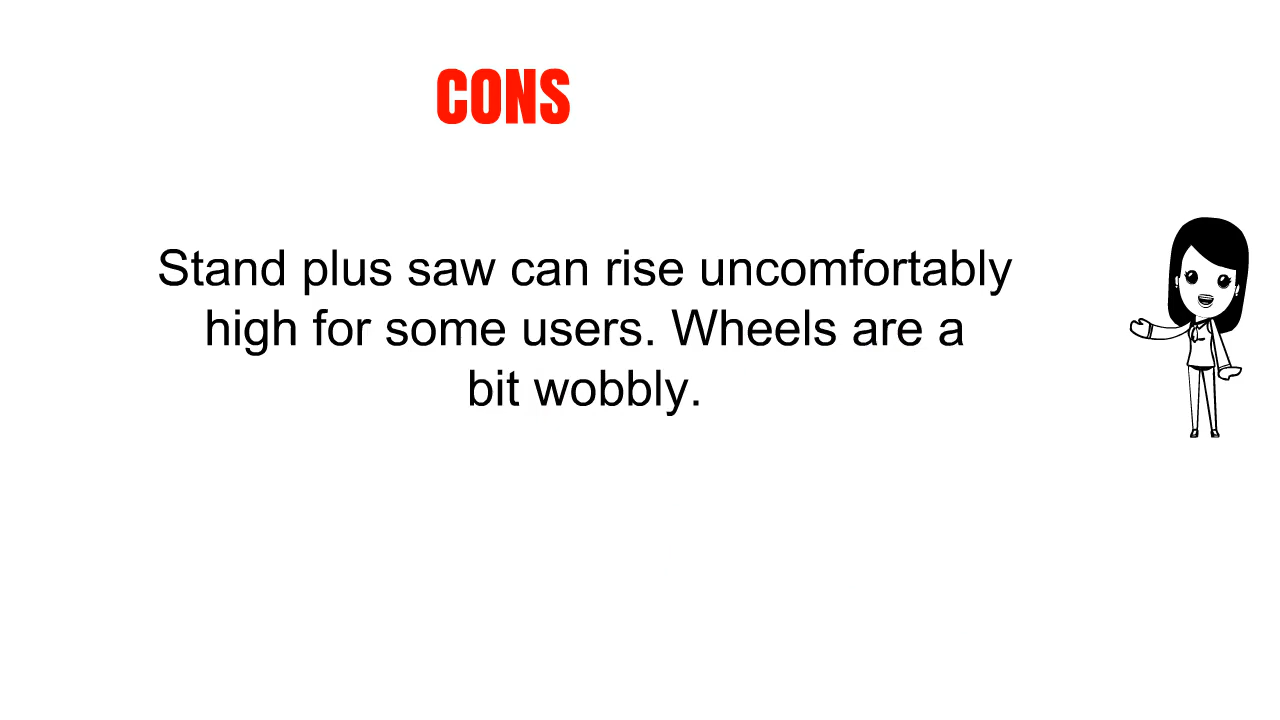 CONS
Stand plus saw can rise uncomfortably
high for some users. Wheels are a
bit wobbly.